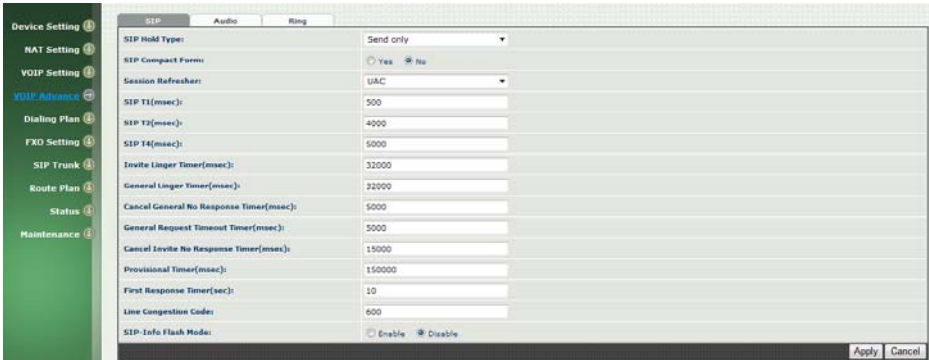 Device Setting
NAT Setting
VOIP Setting
VOIP Advance
Dialing Plan
FXO Setting
SIP Trunk
Route Plan
Status
Maintenance
SIP Audio Ring
SIP Hold Type: Send only
SIP Compact Form: Yes No
Session Refresher: UAC
SIP T1(msec): 500
SIP T2(msec): 4000
SIP T4(msec): 5000
Invite Linger Timer(msec): 32000
General Linger Timer(msec): 32000
Cancel General No Response Timer(msec): 5000
General Request Timeout Timer(msec): 5000
Cancel Invite No Response Timer(msec): 15000
Provisional Timer(msec): 150000
First Response Timer(sec): 10
Line Congestion Code: 600
SIP-Info Flash Mode: Enable Disable
Apply Cancel